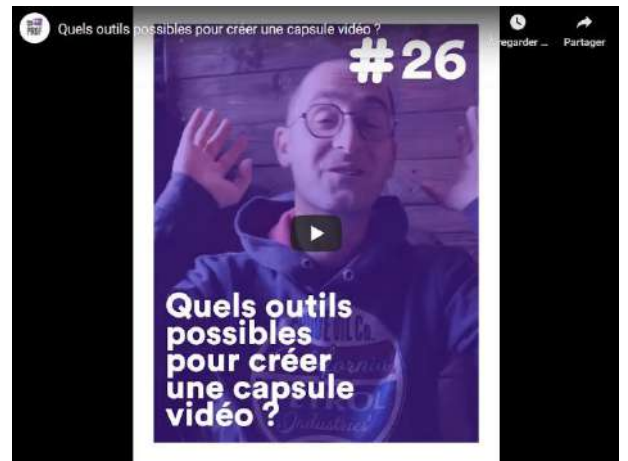 Quels outils possibles pour créer une capsule vidéo ?
#26
Partager
Quels outils
possibles
pour créer
une capsule
vidéo ?